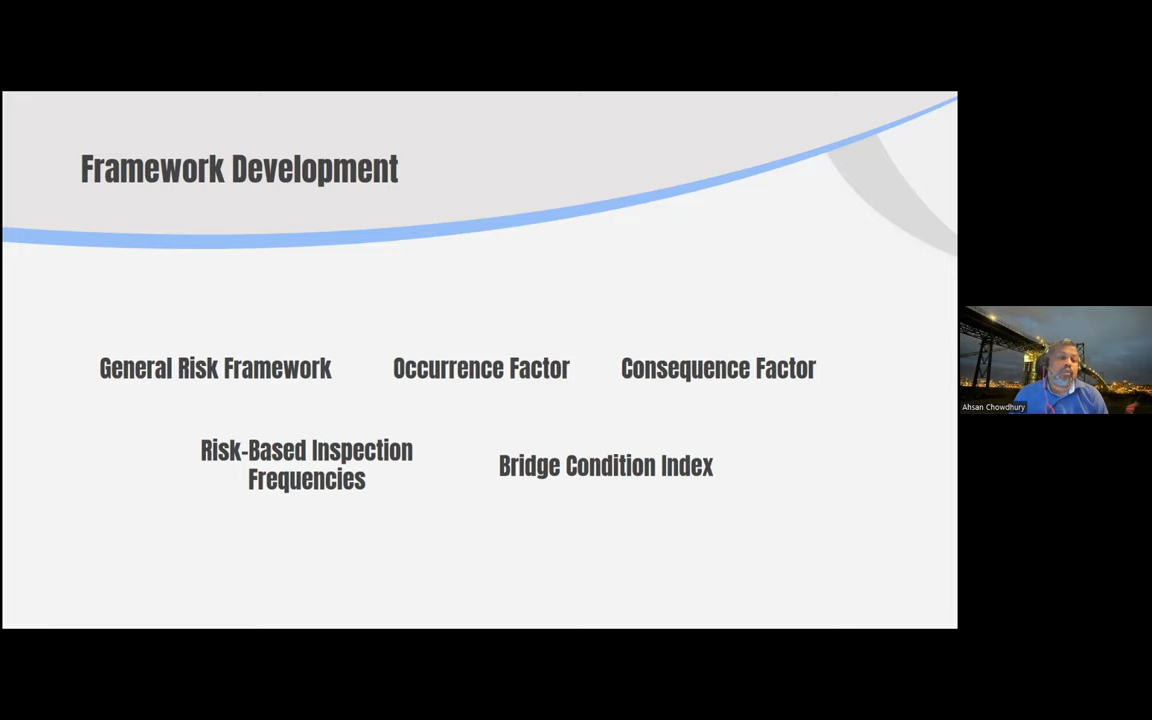 Framework Development
General Risk Framework
Occurrence Factor
Consequence Factor
Risk-Based Inspection
Frequencies
Bridge Condition Index
Ahsan Chowdhury